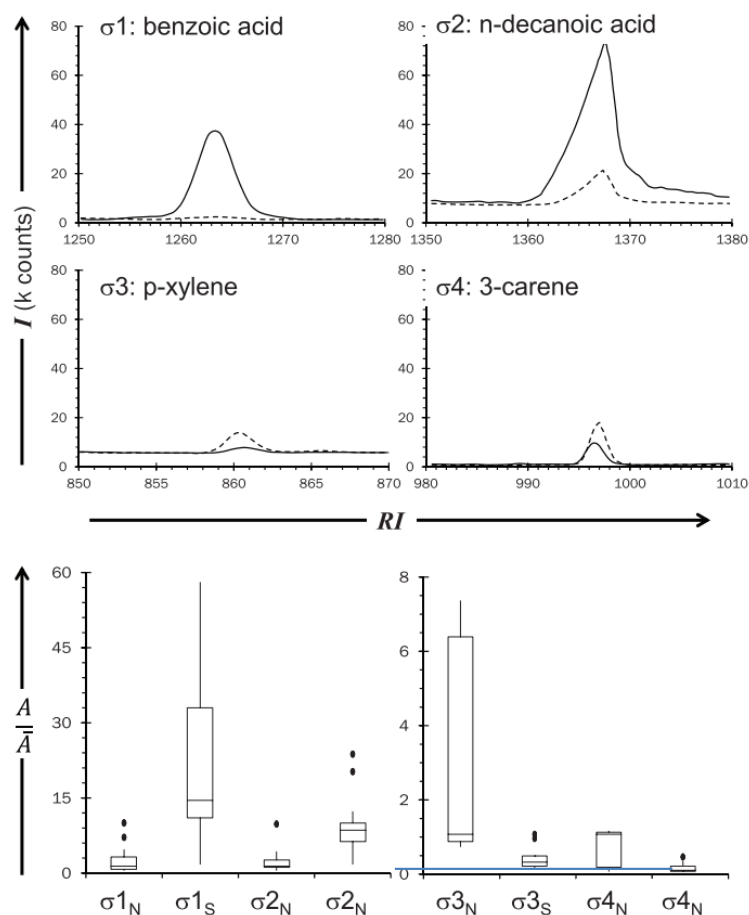 σ1: benzoic acid
σ2: n-decanoic acid
80
60
40
20
0
1250 1260 1270 1280
80
60
40
20
0
1350 1360 1370 1380
I (k counts)
σ3: p-xylene
σ4: 3-carene
80
60
40
20
0
850 855 860 865 870
80
60
40
20
0
980 990 1000 1010
RI
60
45
30
15
0
σ1N σ1S σ2N σ2N
8
6
4
2
0
σ3N σ3S σ4N σ4N
A
Ā